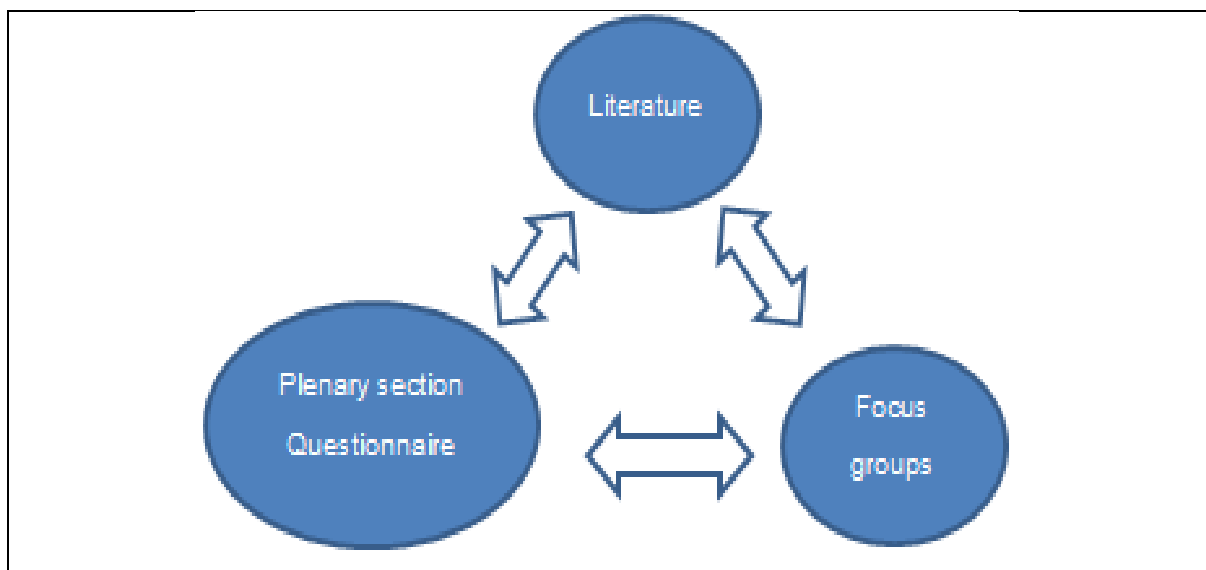 Literature
Plenary section
Questionnaire
Focus
groups